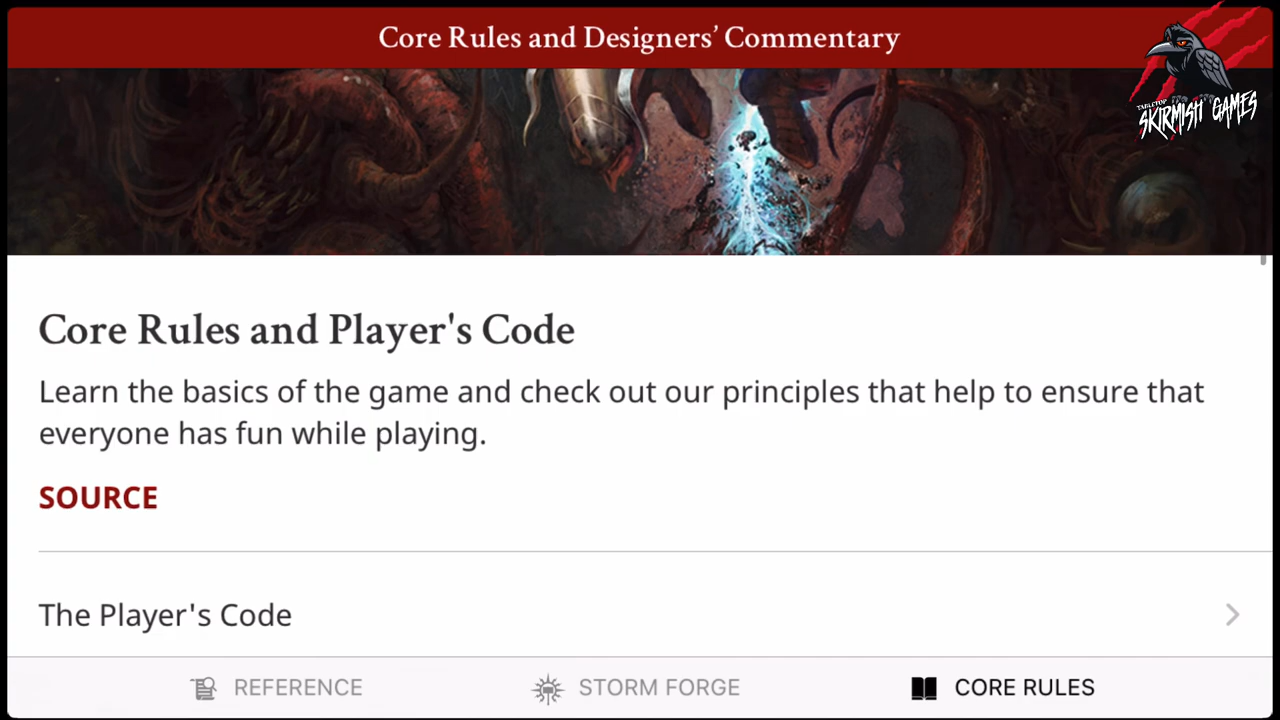 Core Rules and Designers’ Commentary
TABLETOP
SKIRMISH GAMES
Core Rules and Player's Code
Learn the basics of the game and check out our principles that help to ensure that
everyone has fun while playing.
SOURCE
The Player's Code
REFERENCE
STORM FORGE
CORE RULES